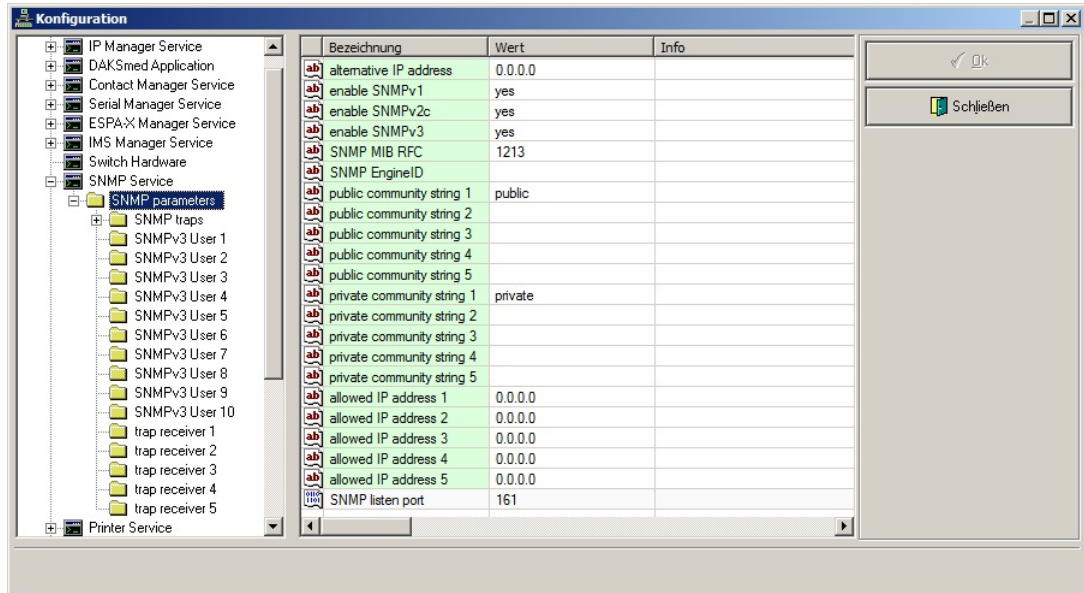 Konfiguration
IP Manager Service
DAKSmed Application
Contact Manager Service
Serial Manager Service
ESPA-X Manager Service
IMS Manager Service
Switch Hardware
SNMP Service
SNMP parameters
SNMP traps
SNMPv3 User 1
SNMPv3 User 2
SNMPv3 User 3
SNMPv3 User 4
SNMPv3 User 5
SNMPv3 User 6
SNMPv3 User 7
SNMPv3 User 8
SNMPv3 User 9
SNMPv3 User 10
trap receiver 1
trap receiver 2
trap receiver 3
trap receiver 4
trap receiver 5
Printer Service
Bezeichnung Wert Info
alternative IP address 0.0.0.0
enable SNMPv1 yes
enable SNMPv2c yes
enable SNMPv3 yes
SNMP MIB RFC 1213
SNMP EngineID
public community string 1 public
public community string 2
public community string 3
public community string 4
public community string 5
private community string 1 private
private community string 2
private community string 3
private community string 4
private community string 5
allowed IP address 1 0.0.0.0
allowed IP address 2 0.0.0.0
allowed IP address 3 0.0.0.0
allowed IP address 4 0.0.0.0
allowed IP address 5 0.0.0.0
SNMP listen port 161
Ok
Schließen